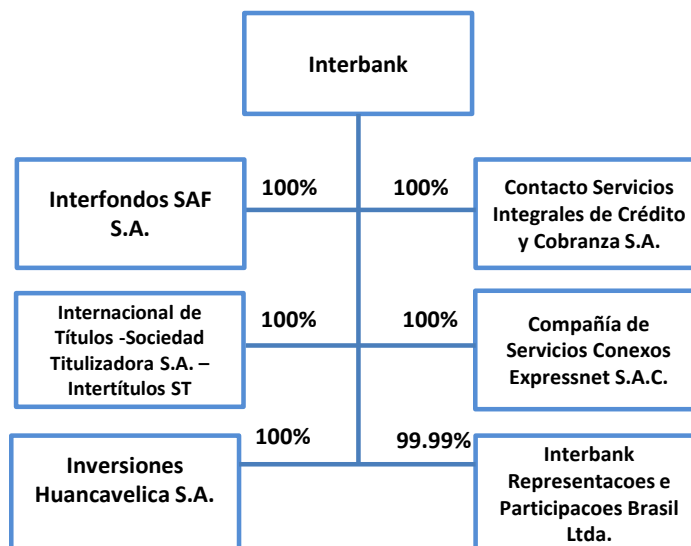 Interbank
Interfondos SAF
S.A.
100%
100%
Contacto Servicios
Integrales de Crédito
y Cobranza S.A.
Internacional de
Títulos -Sociedad
Titulizadora S.A. –
Intertítulos ST
100%
100%
Compañía de
Servicios Conexos
Expressnet S.A.C.
Inversiones
Huancavelica S.A.
100%
99.99%
Interbank
Representacoes e
Participacoes Brasil
Ltda.